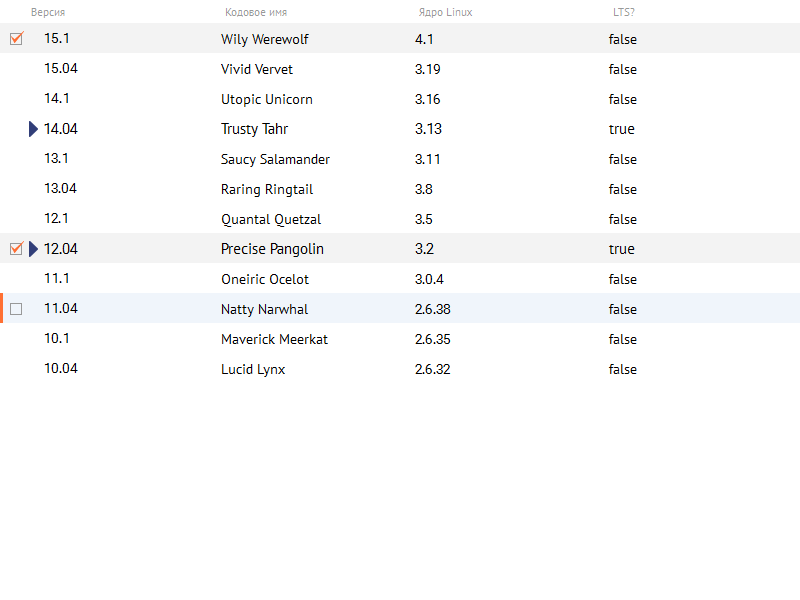 Версия Кодовое имя Ядро Linux LTS?
15.1 Wily Werewolf 4.1 false
15.04 Vivid Vervet 3.19 false
14.1 Utopic Unicorn 3.16 false
14.04 Trusty Tahr 3.13 true
13.1 Saucy Salamander 3.11 false
13.04 Raring Ringtail 3.8 false
12.1 Quantal Quetzal 3.5 false
12.04 Precise Pangolin 3.2 true
11.1 Oneiric Ocelot 3.0.4 false
11.04 Natty Narwhal 2.6.38 false
10.1 Maverick Meerkat 2.6.35 false
10.04 Lucid Lynx 2.6.32 false